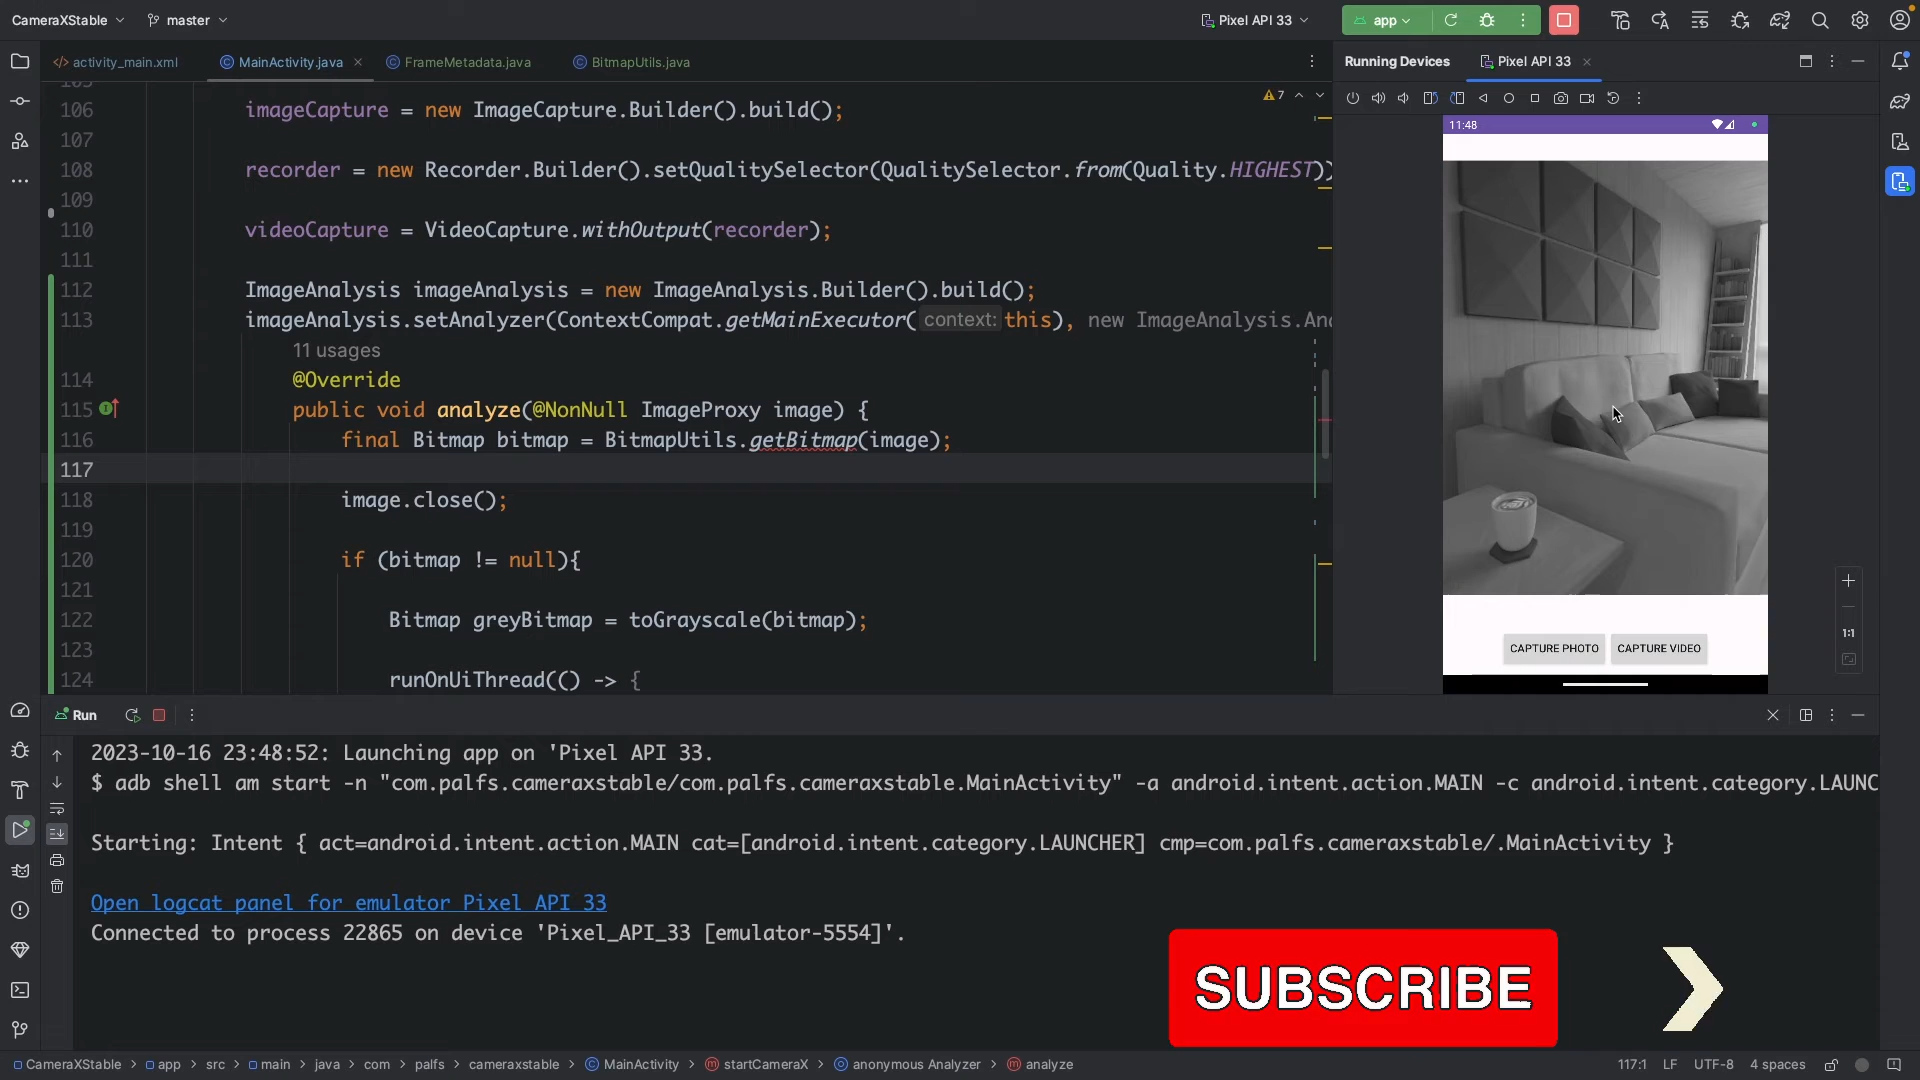 CameraXStable master Pixel API 33 app
activity_main.xml MainActivity.java FrameMetadata.java BitmapUtils.java
Running Devices Pixel API 33
7
105
106 imageCapture = new ImageCapture.Builder().build();
107
108 recorder = new Recorder.Builder().setQualitySelector(QualitySelector.from(Quality.HIGHEST))
109
110 videoCapture = VideoCapture.withOutput(recorder);
111
112 ImageAnalysis imageAnalysis = new ImageAnalysis.Builder().build();
113 imageAnalysis.setAnalyzer(ContextCompat.getMainExecutor( context: this), new ImageAnalysis.An
11 usages
114 @Override
115 public void analyze(@NonNull ImageProxy image) {
116 final Bitmap bitmap = BitmapUtils.getBitmap(image);
117
118 image.close();
119
120 if (bitmap != null){
121
122 Bitmap greyBitmap = toGrayscale(bitmap);
123
124 runOnUiThread(() -> {
11:48
CAPTURE PHOTO CAPTURE VIDEO
1:1
Run
2023-10-16 23:48:52: Launching app on 'Pixel API 33.
$ adb shell am start -n "com.palfs.cameraxstable/com.palfs.cameraxstable.MainActivity" -a android.intent.action.MAIN -c android.intent.category.LAUNC
Starting: Intent { act=android.intent.action.MAIN cat=[android.intent.category.LAUNCHER] cmp=com.palfs.cameraxstable/.MainActivity }
Open logcat panel for emulator Pixel API 33
Connected to process 22865 on device 'Pixel_API_33 [emulator-5554]'.
SUBSCRIBE
CameraXStable app src main java com palfs cameraxstable MainActivity startCameraX anonymous Analyzer analyze 117:1 LF UTF-8 4 spaces